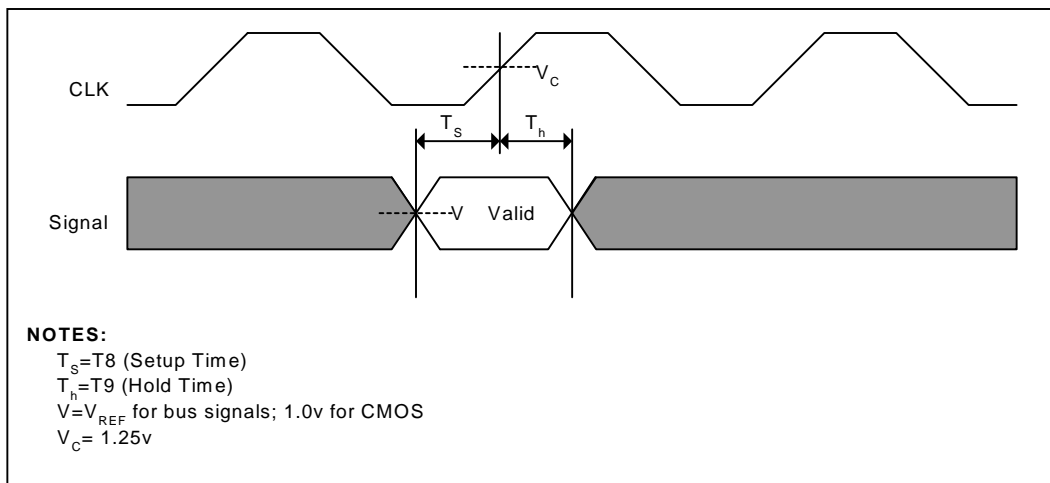 CLK
V_C
T_S T_h
Signal
V Valid
NOTES:
T_S=T8 (Setup Time)
T_h=T9 (Hold Time)
V=V_REF for bus signals; 1.0v for CMOS
V_C= 1.25v